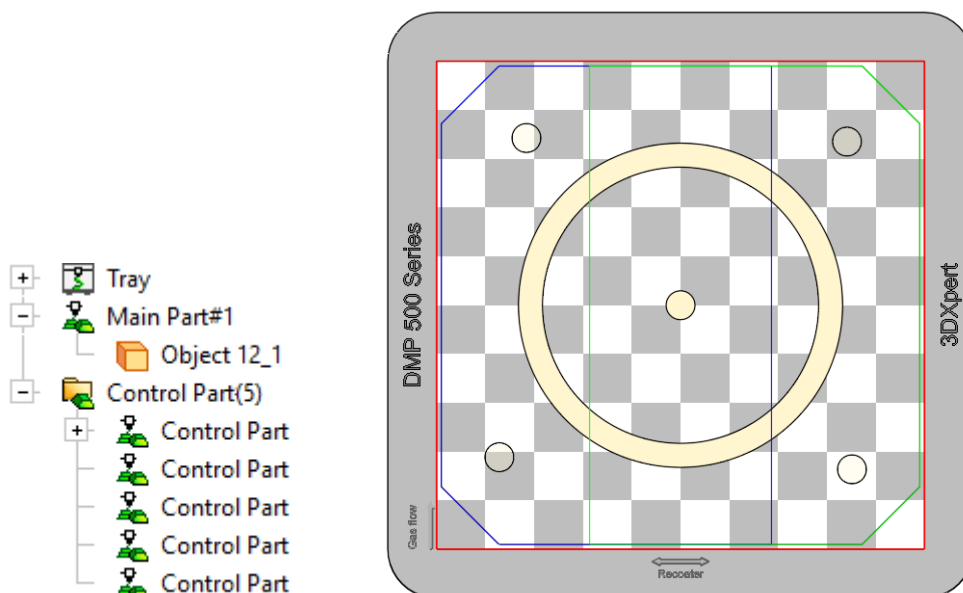 Tray
Main Part#1
Object 12_1
Control Part(5)
Control Part
Control Part
Control Part
Control Part
Control Part
DMP 500 Series
Gas flow
Recoater
3DXpert